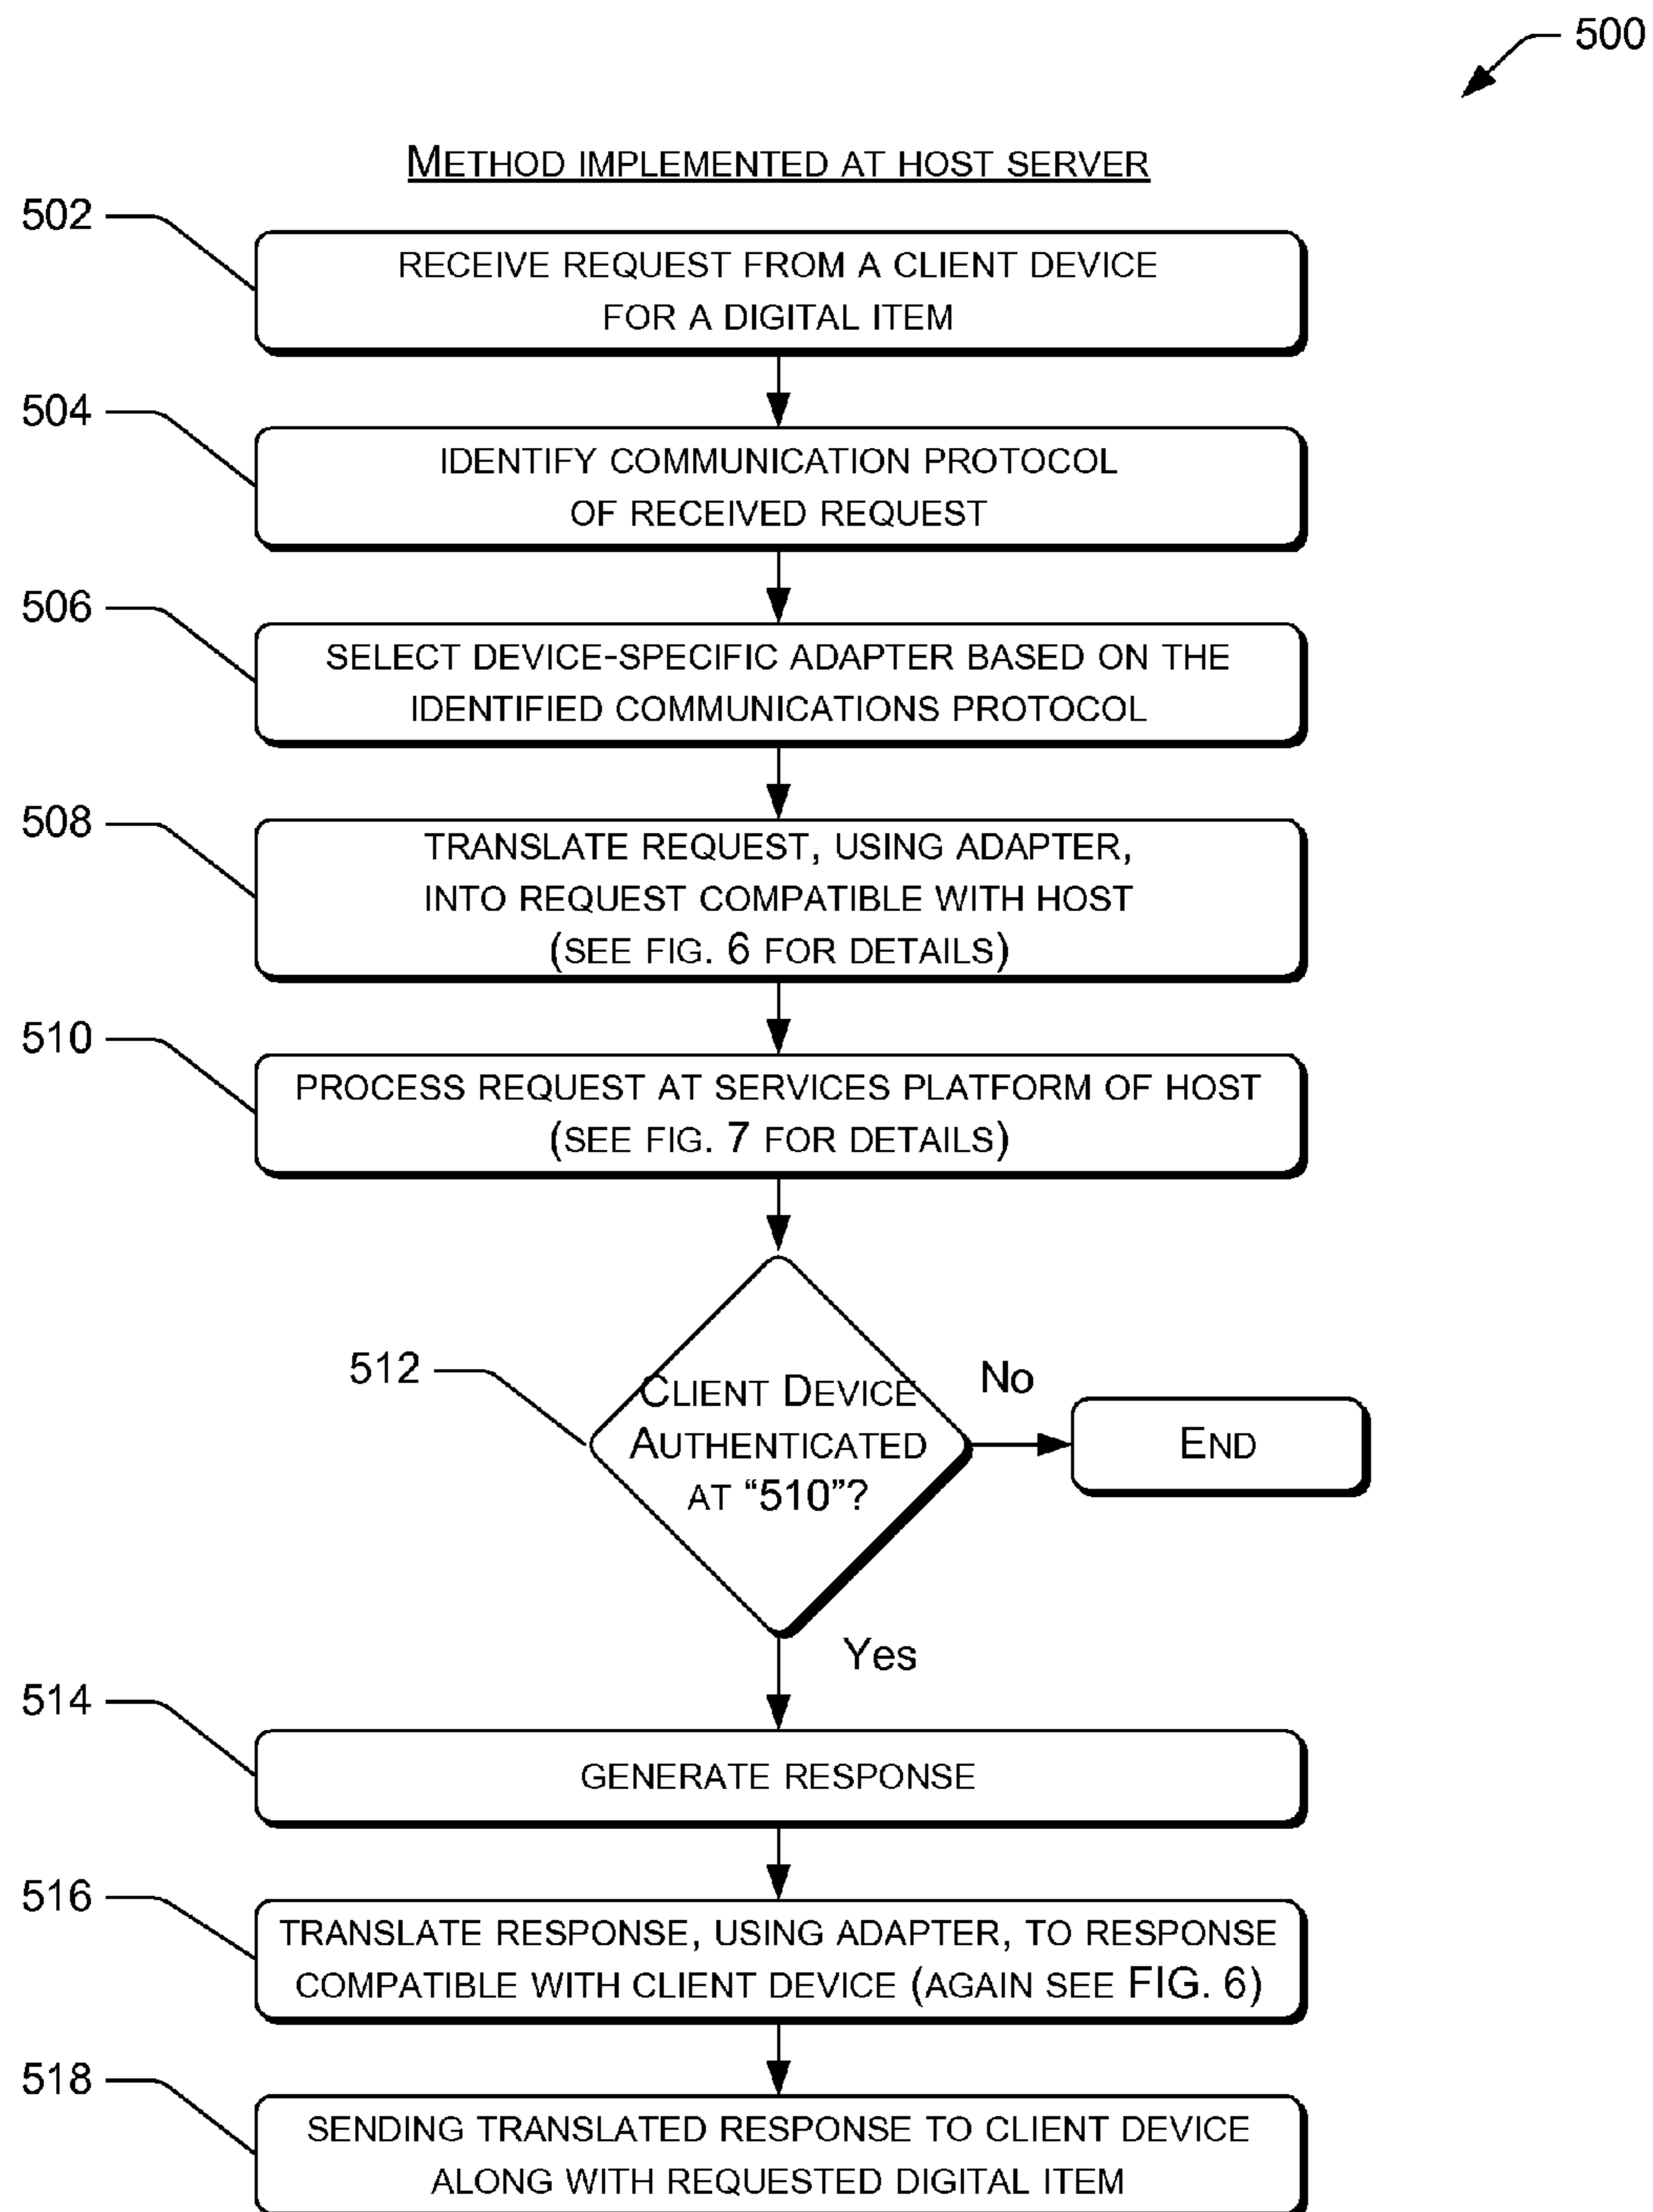 500
METHOD IMPLEMENTED AT HOST SERVER
502
RECEIVE REQUEST FROM A CLIENT DEVICE
FOR A DIGITAL ITEM
504
IDENTIFY COMMUNICATION PROTOCOL
OF RECEIVED REQUEST
506
SELECT DEVICE-SPECIFIC ADAPTER BASED ON THE
IDENTIFIED COMMUNICATIONS PROTOCOL
508
TRANSLATE REQUEST, USING ADAPTER,
INTO REQUEST COMPATIBLE WITH HOST
(SEE FIG. 6 FOR DETAILS)
510
PROCESS REQUEST AT SERVICES PLATFORM OF HOST
(SEE FIG. 7 FOR DETAILS)
512
CLIENT DEVICE
AUTHENTICATED
AT “510”?
No
END
Yes
514
GENERATE RESPONSE
516
TRANSLATE RESPONSE, USING ADAPTER, TO RESPONSE
COMPATIBLE WITH CLIENT DEVICE (AGAIN SEE FIG. 6)
518
SENDING TRANSLATED RESPONSE TO CLIENT DEVICE
ALONG WITH REQUESTED DIGITAL ITEM